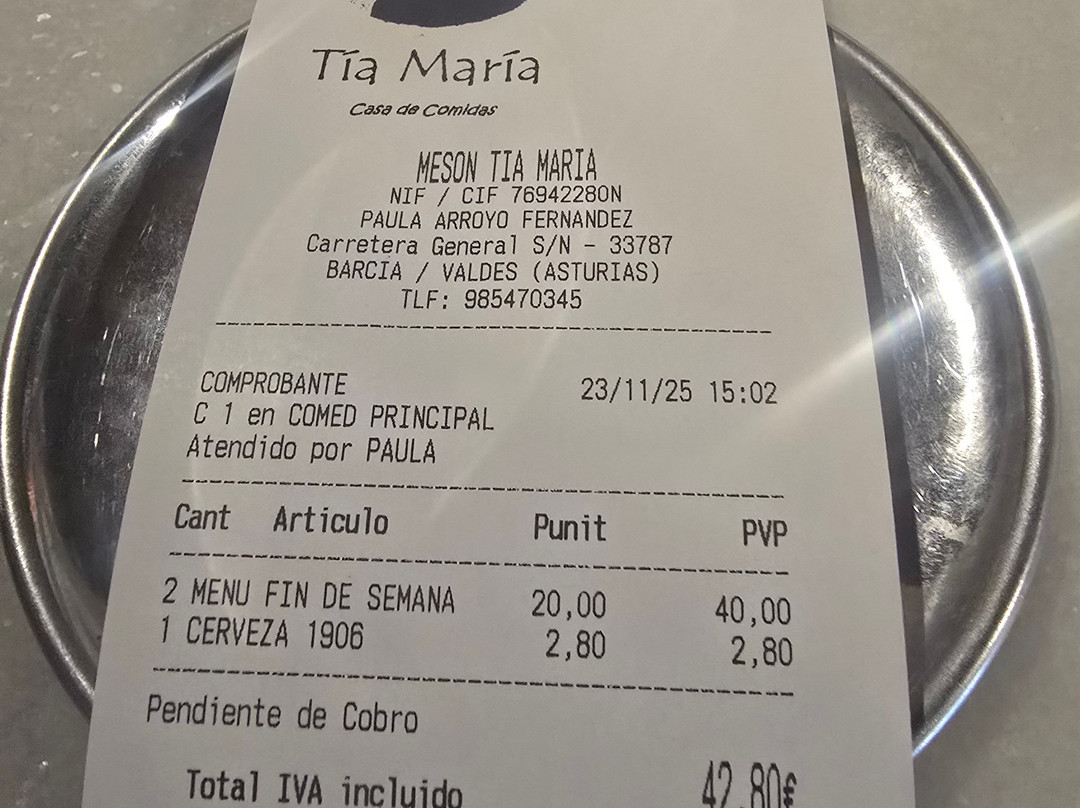 Tía María
Casa de Comidas
MESON TIA MARIA
NIF / CIF 76942280N
PAULA ARROYO FERNANDEZ
Carretera General S/N - 33787
BARCIA / VALDES (ASTURIAS)
TLF: 985470345
COMPROBANTE 23/11/25 15:02
C 1 en COMED PRINCIPAL
Atendido por PAULA
Cant Articulo Punit PVP
2 MENU FIN DE SEMANA 20,00 40,00
1 CERVEZA 1906 2,80 2,80
Pendiente de Cobro
Total IVA incluido 42,80€